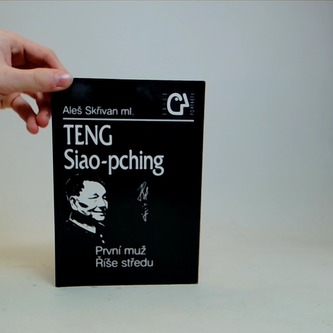 Aleš Skřivan ml.
TENG
Siao-pching
První muž
Říše středu